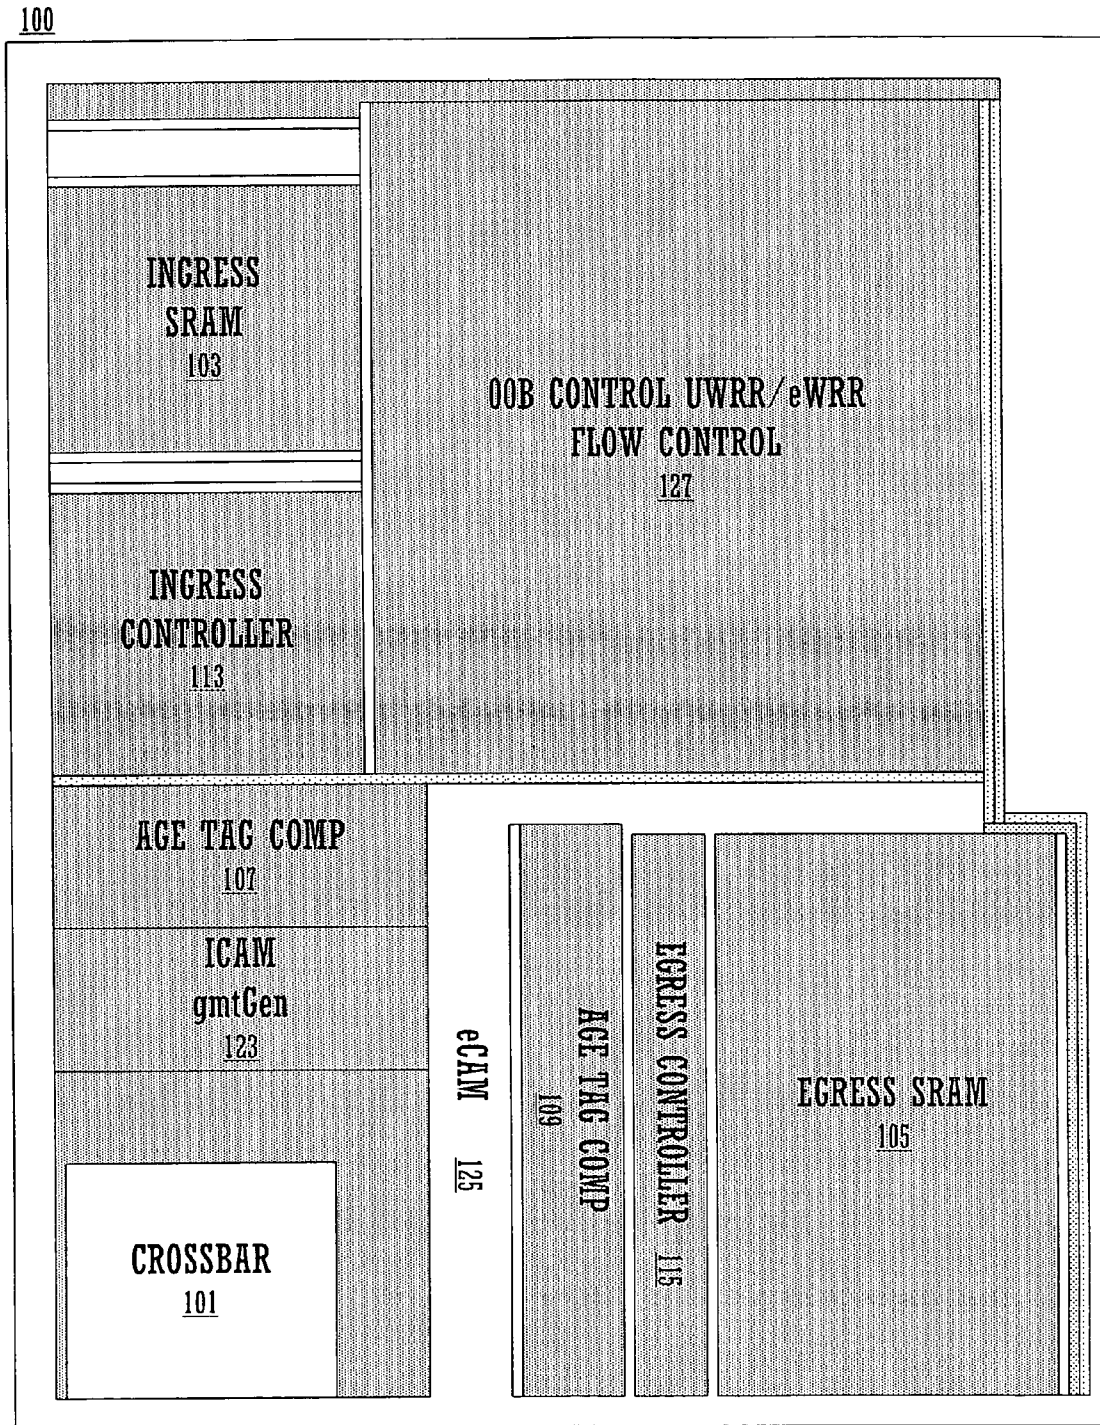 100
INGRESS
SRAM
103
OOB CONTROL UWRR/eWRR
FLOW CONTROL
127
INGRESS
CONTROLLER
113
AGE TAG COMP
107
ICAM
gmtGen
123
CROSSBAR
101
eCAM 125
AGE TAG COMP
109
EGRESS CONTROLLER 115
EGRESS SRAM
105